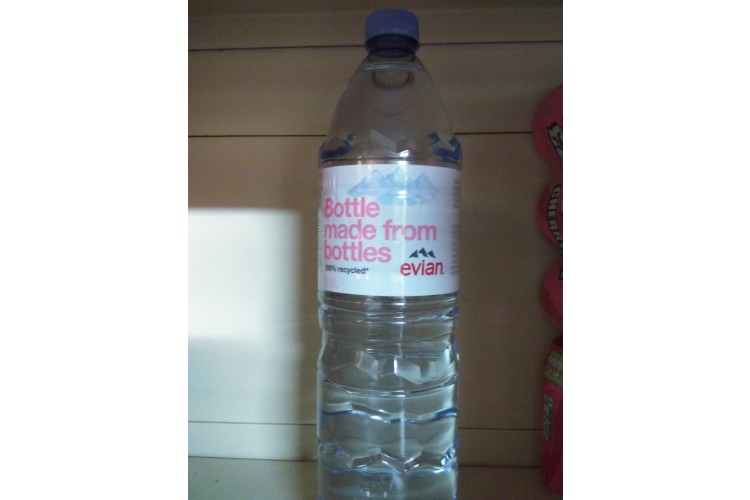 Bottle
made from
bottles
100% recycled*
evian